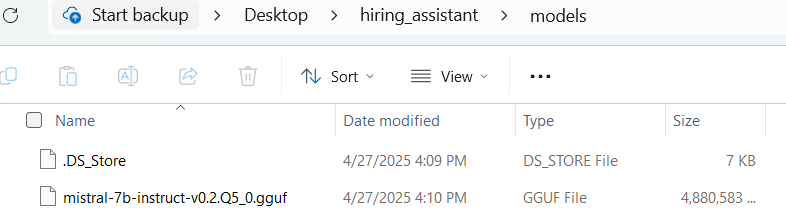 Start backup > Desktop > hiring_assistant > models
Sort View ...
Name Date modified Type Size
.DS_Store 4/27/2025 4:09 PM DS_STORE File 7 KB
mistral-7b-instruct-v0.2.Q5_0.gguf 4/27/2025 4:10 PM GGUF File 4,880,583 ...